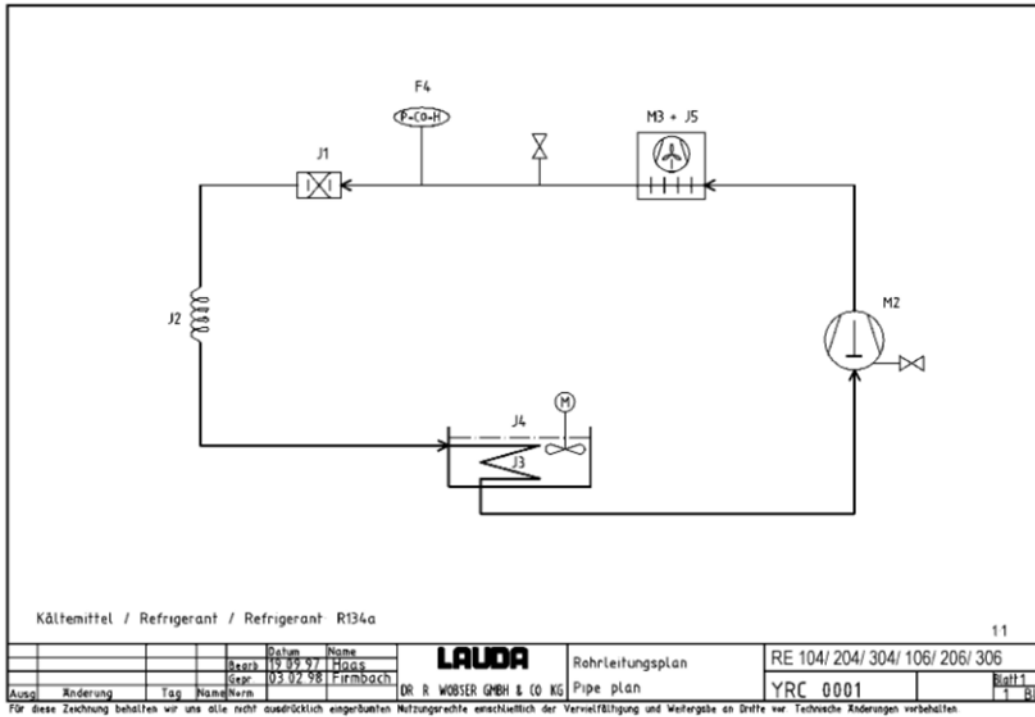 F4
P-CO-H
M3 + J5
J1
J2
M2
M
J4
J3
Kältemittel / Refrigerant / Refrigerant R134a
11
Datum Name
Bearb 19 09 97 Haas
Gepr 03.02 98 Firmbach
Ausg Änderung Tag Name Norm
LAUDA
DR R WOBSER GMBH & CO KG
Rohrleitungsplan
Pipe plan
RE 104/ 204/ 304/ 106/ 206/ 306
YRC 0001
Blatt1
1 Bl
Für diese Zeichnung behalten wir uns alle nicht ausdrücklich eingeräumten Nutzungsrechte einschließlich der Vervielfältigung und Weitergabe an Dritte vor Technische Änderungen vorbehalten